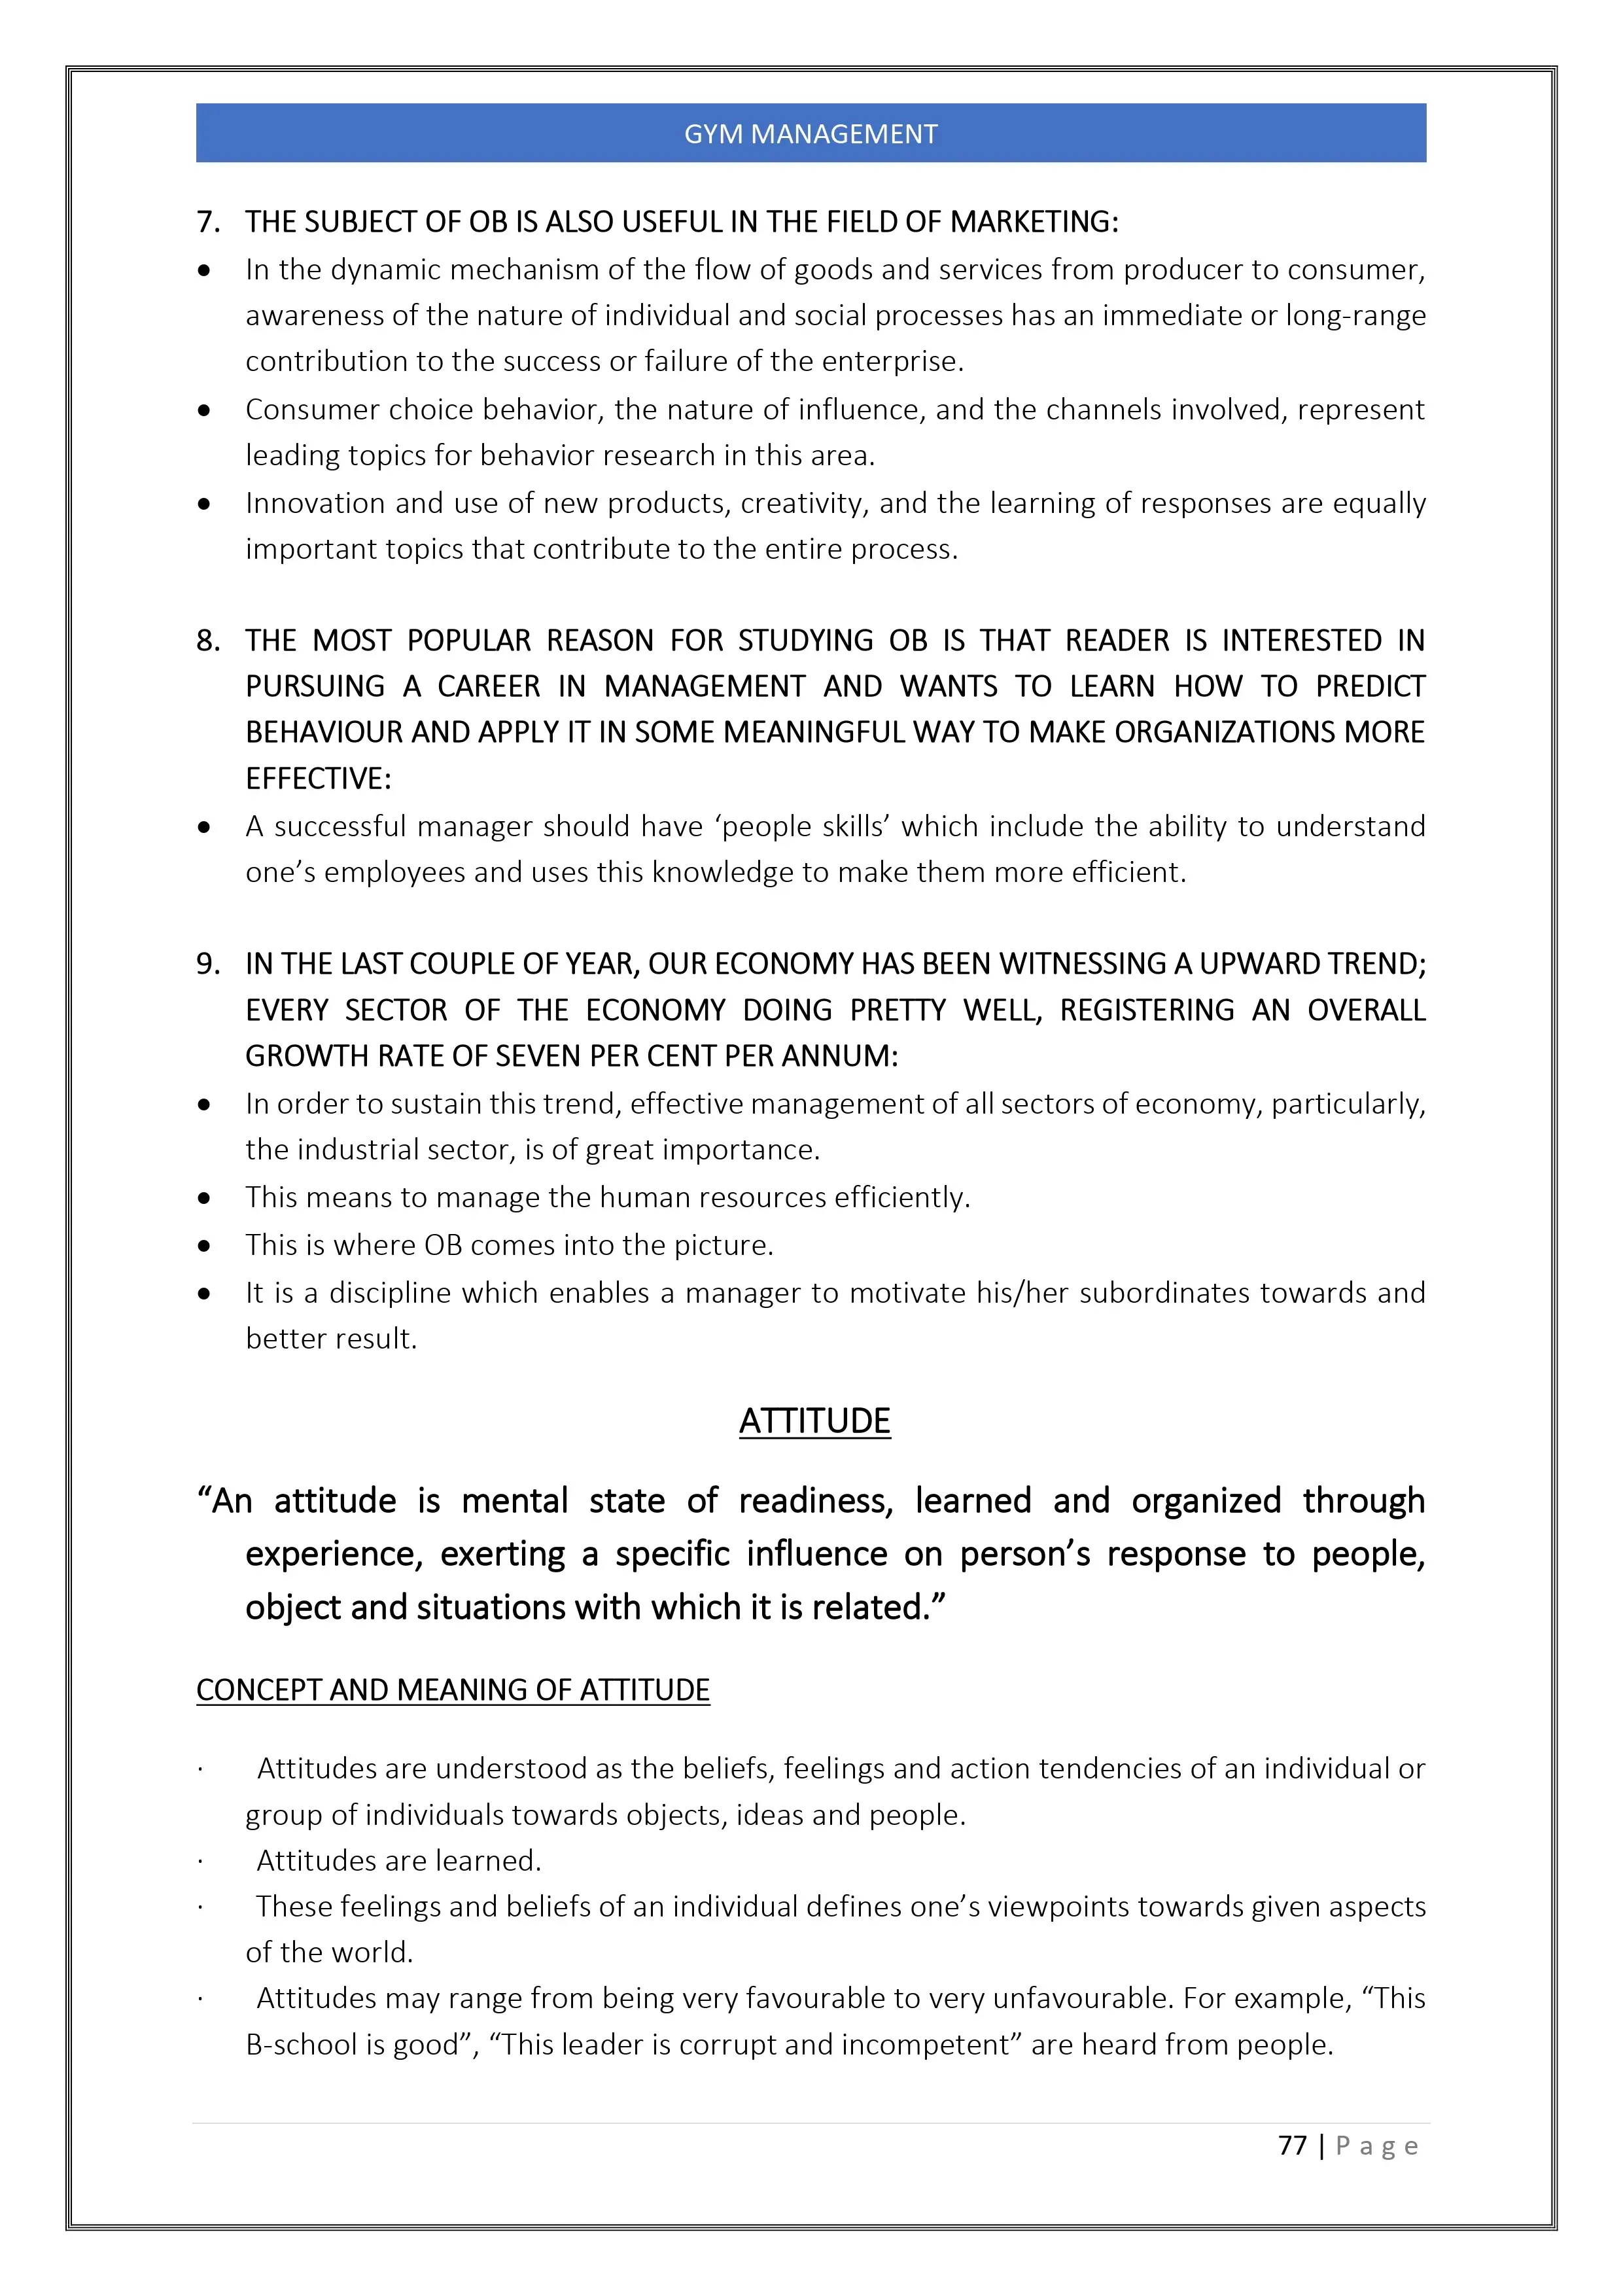 GYM MANAGEMENT
7. THE SUBJECT OF OB IS ALSO USEFUL IN THE FIELD OF MARKETING:
• In the dynamic mechanism of the flow of goods and services from producer to consumer,
awareness of the nature of individual and social processes has an immediate or long-range
contribution to the success or failure of the enterprise.
• Consumer choice behavior, the nature of influence, and the channels involved, represent
leading topics for behavior research in this area.
• Innovation and use of new products, creativity, and the learning of responses are equally
important topics that contribute to the entire process.
8. THE MOST POPULAR REASON FOR STUDYING OB IS THAT READER IS INTERESTED IN
PURSUING A CAREER IN MANAGEMENT AND WANTS TO LEARN HOW TO PREDICT
BEHAVIOUR AND APPLY IT IN SOME MEANINGFUL WAY TO MAKE ORGANIZATIONS MORE
EFFECTIVE:
• A successful manager should have ‘people skills’ which include the ability to understand
one’s employees and uses this knowledge to make them more efficient.
9. IN THE LAST COUPLE OF YEAR, OUR ECONOMY HAS BEEN WITNESSING A UPWARD TREND;
EVERY SECTOR OF THE ECONOMY DOING PRETTY WELL, REGISTERING AN OVERALL
GROWTH RATE OF SEVEN PER CENT PER ANNUM:
• In order to sustain this trend, effective management of all sectors of economy, particularly,
the industrial sector, is of great importance.
• This means to manage the human resources efficiently.
• This is where OB comes into the picture.
• It is a discipline which enables a manager to motivate his/her subordinates towards and
better result.
ATTITUDE
“An attitude is mental state of readiness, learned and organized through
experience, exerting a specific influence on person’s response to people,
object and situations with which it is related.”
CONCEPT AND MEANING OF ATTITUDE
· Attitudes are understood as the beliefs, feelings and action tendencies of an individual or
group of individuals towards objects, ideas and people.
· Attitudes are learned.
· These feelings and beliefs of an individual defines one’s viewpoints towards given aspects
of the world.
· Attitudes may range from being very favourable to very unfavourable. For example, “This
B-school is good”, “This leader is corrupt and incompetent” are heard from people.
77 | Page